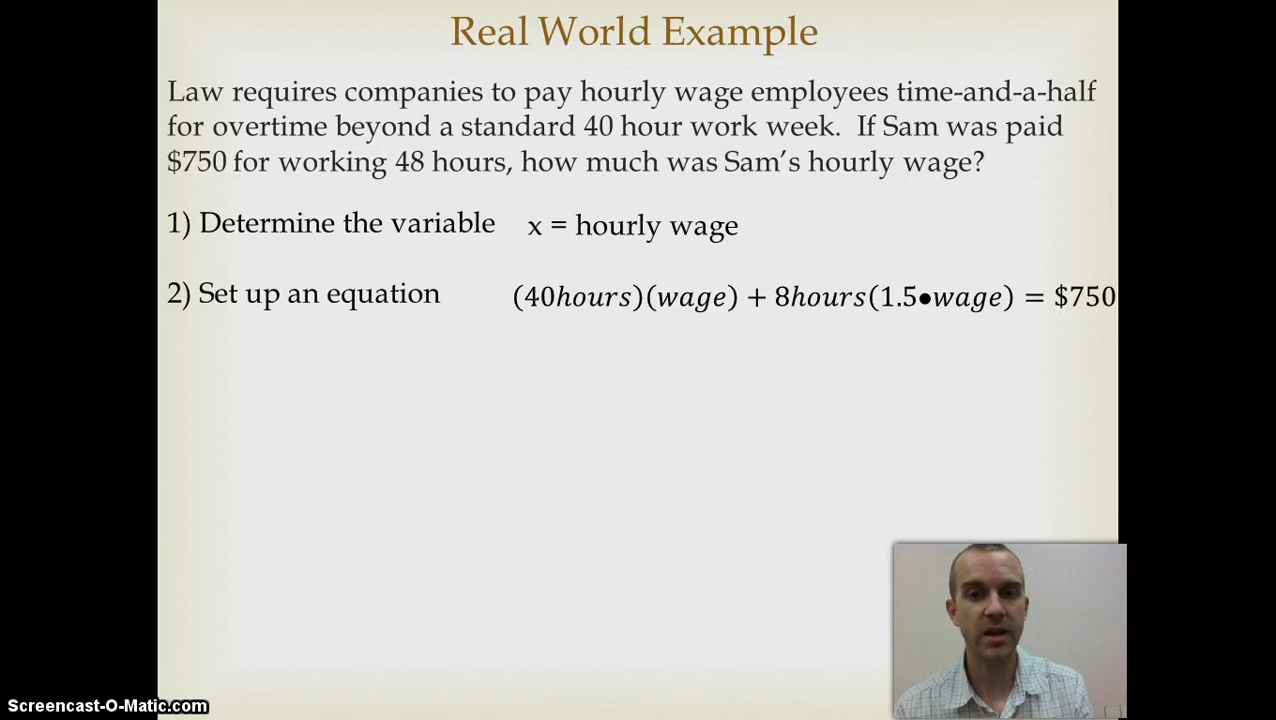 Real World Example
Law requires companies to pay hourly wage employees time-and-a-half
for overtime beyond a standard 40 hour work week.  If Sam was paid
$750 for working 48 hours, how much was Sam’s hourly wage?
1) Determine the variable x = hourly wage
2) Set up an equation (40hours)(wage) + 8hours(1.5●wage) = $750
Screencast-O-Matic.com